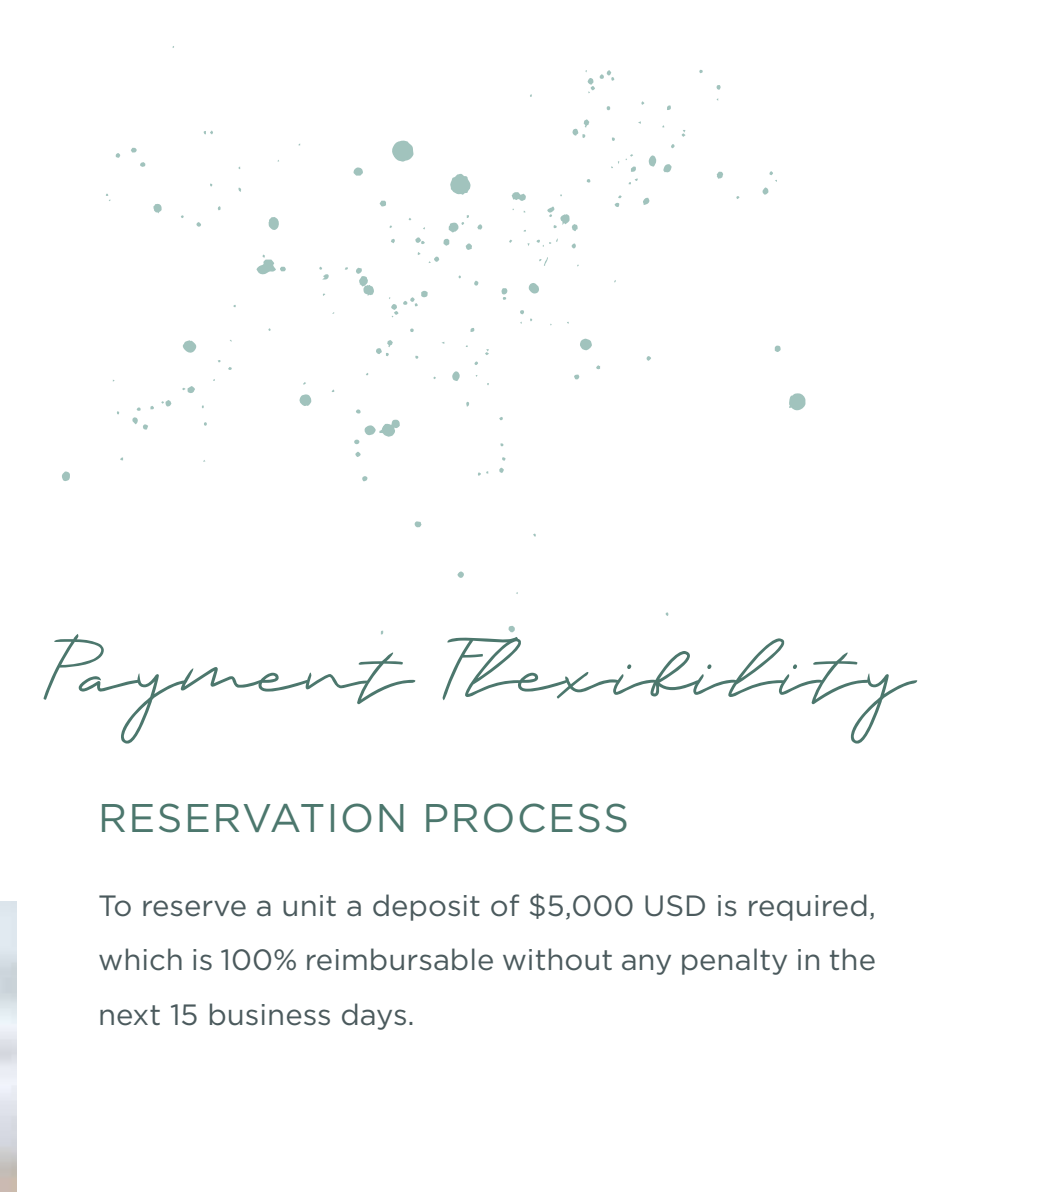 Payment Flexibility
RESERVATION PROCESS
To reserve a unit a deposit of $5,000 USD is required,
which is 100% reimbursable without any penalty in the
next 15 business days.